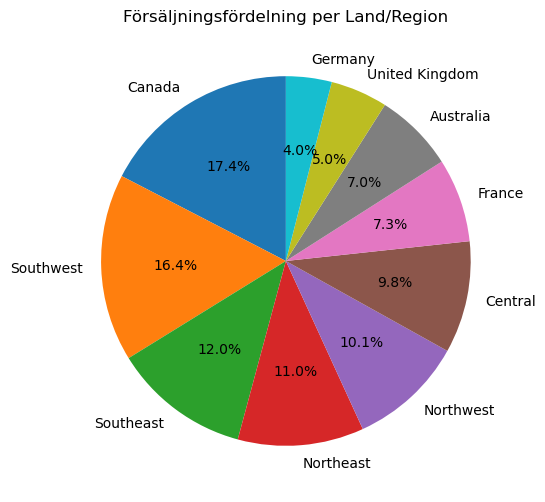 Försäljningsfördelning per Land/Region
Germany
United Kingdom
Canada
Australia
4.0%
5.0%
17.4%
7.0%
France
7.3%
Southwest
16.4%
9.8%
Central
12.0%
10.1%
11.0%
Northwest
Southeast
Northeast